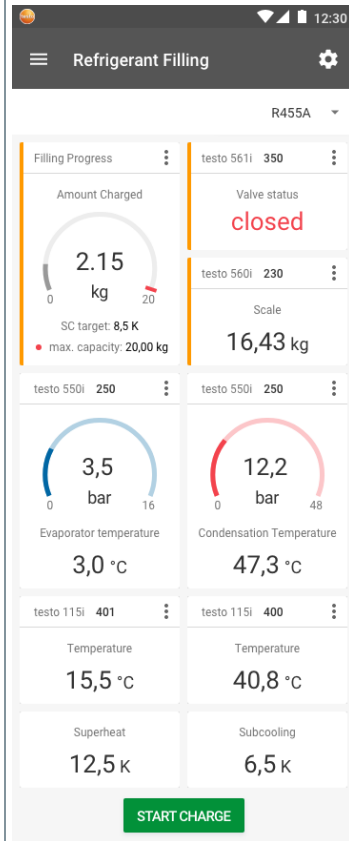 testo
12:30
Refrigerant Filling
R455A
Filling Progress
Amount Charged
2.15
kg
0 20
SC target: 8,5 K
max. capacity: 20,00 kg
testo 561i 350
Valve status
closed
testo 560i 230
Scale
16,43 kg
testo 550i 250
3,5
bar
0 16
Evaporator temperature
3,0 °C
testo 550i 250
12,2
bar
0 48
Condensation Temperature
47,3 °C
testo 115i 401
Temperature
15,5 °C
testo 115i 400
Temperature
40,8 °C
Superheat
12,5 K
Subcooling
6,5 K
START CHARGE